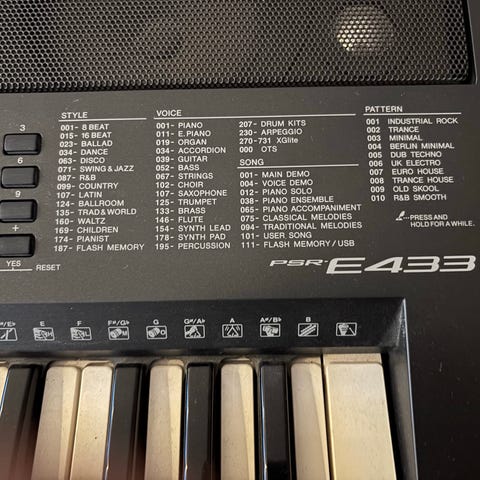 3
6
9
+
YES
RESET
STYLE
001- 8 BEAT
015- 16 BEAT
023- BALLAD
034- DANCE
063- DISCO
071- SWING & JAZZ
087- R&B
099- COUNTRY
107- LATIN
124- BALLROOM
135- TRAD & WORLD
160- WALTZ
169- CHILDREN
174- PIANIST
187- FLASH MEMORY
VOICE
001- PIANO
011- E.PIANO
019- ORGAN
034- ACCORDION
039- GUITAR
052- BASS
067- STRINGS
102- CHOIR
107- SAXOPHONE
125- TRUMPET
133- BRASS
146- FLUTE
154- SYNTH LEAD
178- SYNTH PAD
195- PERCUSSION
207- DRUM KITS
230- ARPEGGIO
270-731 XGlite
000 OTS
SONG
001- MAIN DEMO
004- VOICE DEMO
012- PIANO SOLO
038- PIANO ENSEMBLE
065- PIANO ACCOMPANIMENT
075- CLASSICAL MELODIES
094- TRADITIONAL MELODIES
101- USER SONG
111- FLASH MEMORY / USB
PATTERN
001 INDUSTRIAL ROCK
002 TRANCE
003 MINIMAL
004 BERLIN MINIMAL
005 DUB TECHNO
006 UK ELECTRO
007 EURO HOUSE
008 TRANCE HOUSE
009 OLD SKOOL
010 R&B SMOOTH
...PRESS AND
HOLD FOR A WHILE.
PSR-E433
♯/E♭ E F F♯/G♭ G G♯/A♭ A A♯/B♭ B